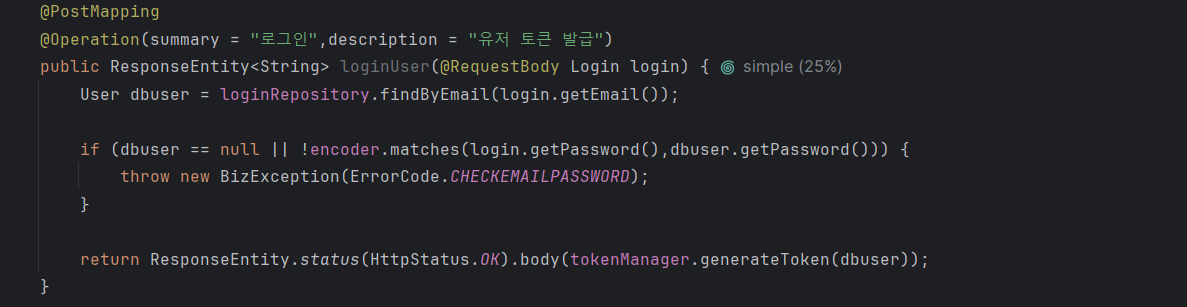 @PostMapping
@Operation(summary = "로그인",description = "유저 토큰 발급")
public ResponseEntity<String> loginUser(@RequestBody Login login) { simple (25%)
User dbuser = loginRepository.findByEmail(login.getEmail());
if (dbuser == null || !encoder.matches(login.getPassword(),dbuser.getPassword())) {
throw new BizException(ErrorCode.CHECKEMAILPASSWORD);
}
return ResponseEntity.status(HttpStatus.OK).body(tokenManager.generateToken(dbuser));
}